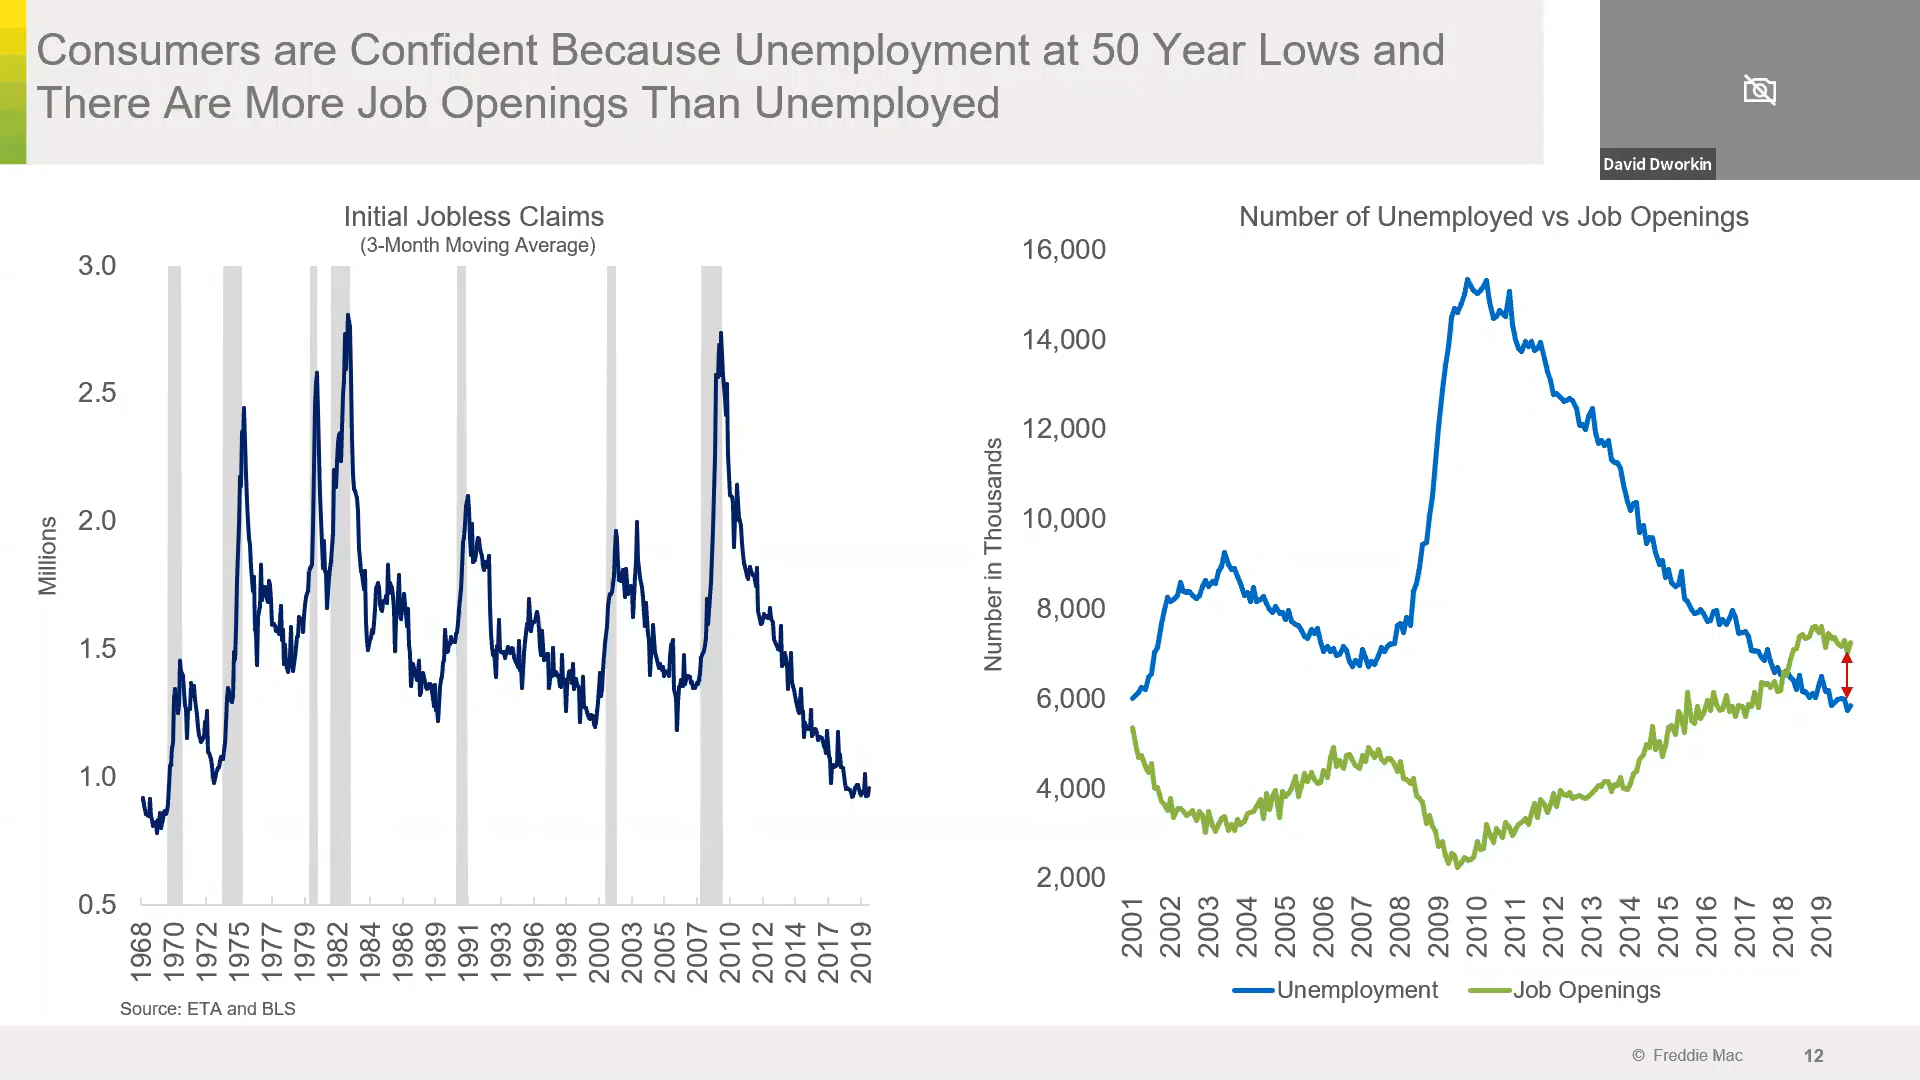 Consumers are Confident Because Unemployment at 50 Year Lows and
There Are More Job Openings Than Unemployed
David Dworkin
Initial Jobless Claims
(3-Month Moving Average)
Millions
3.0
2.5
2.0
1.5
1.0
0.5
1968 1970 1972 1975 1977 1979 1982 1984 1986 1989 1991 1993 1996 1998 2000 2003 2005 2007 2010 2012 2014 2017 2019
Source: ETA and BLS
Number of Unemployed vs Job Openings
Number in Thousands
16,000
14,000
12,000
10,000
8,000
6,000
4,000
2,000
2001 2002 2003 2004 2005 2006 2007 2008 2009 2010 2011 2012 2013 2014 2015 2016 2017 2018 2019
Unemployment Job Openings
© Freddie Mac 12